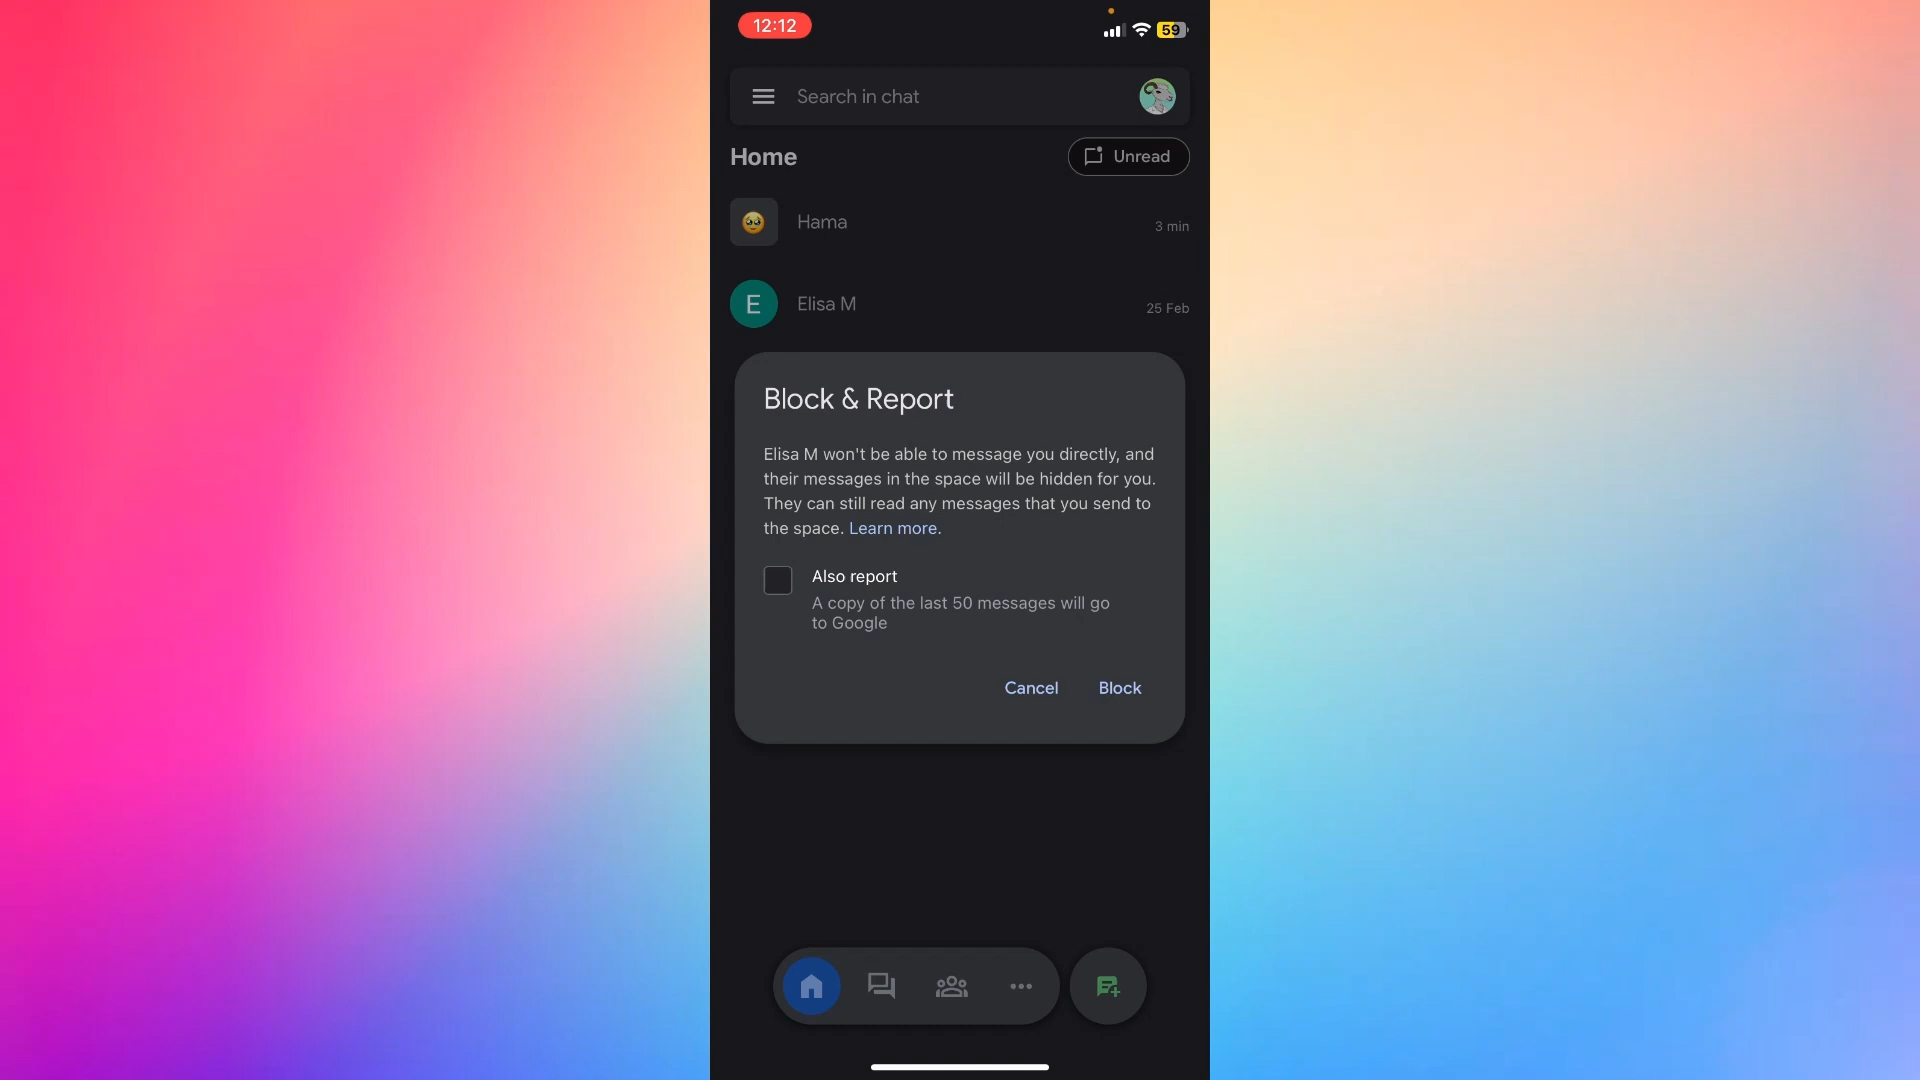 12:12
59
Search in chat
Home
Unread
Hama
3 min
E
Elisa M
25 Feb
Block & Report
Elisa M won't be able to message you directly, and
their messages in the space will be hidden for you.
They can still read any messages that you send to
the space. Learn more.
Also report
A copy of the last 50 messages will go
to Google
Cancel
Block